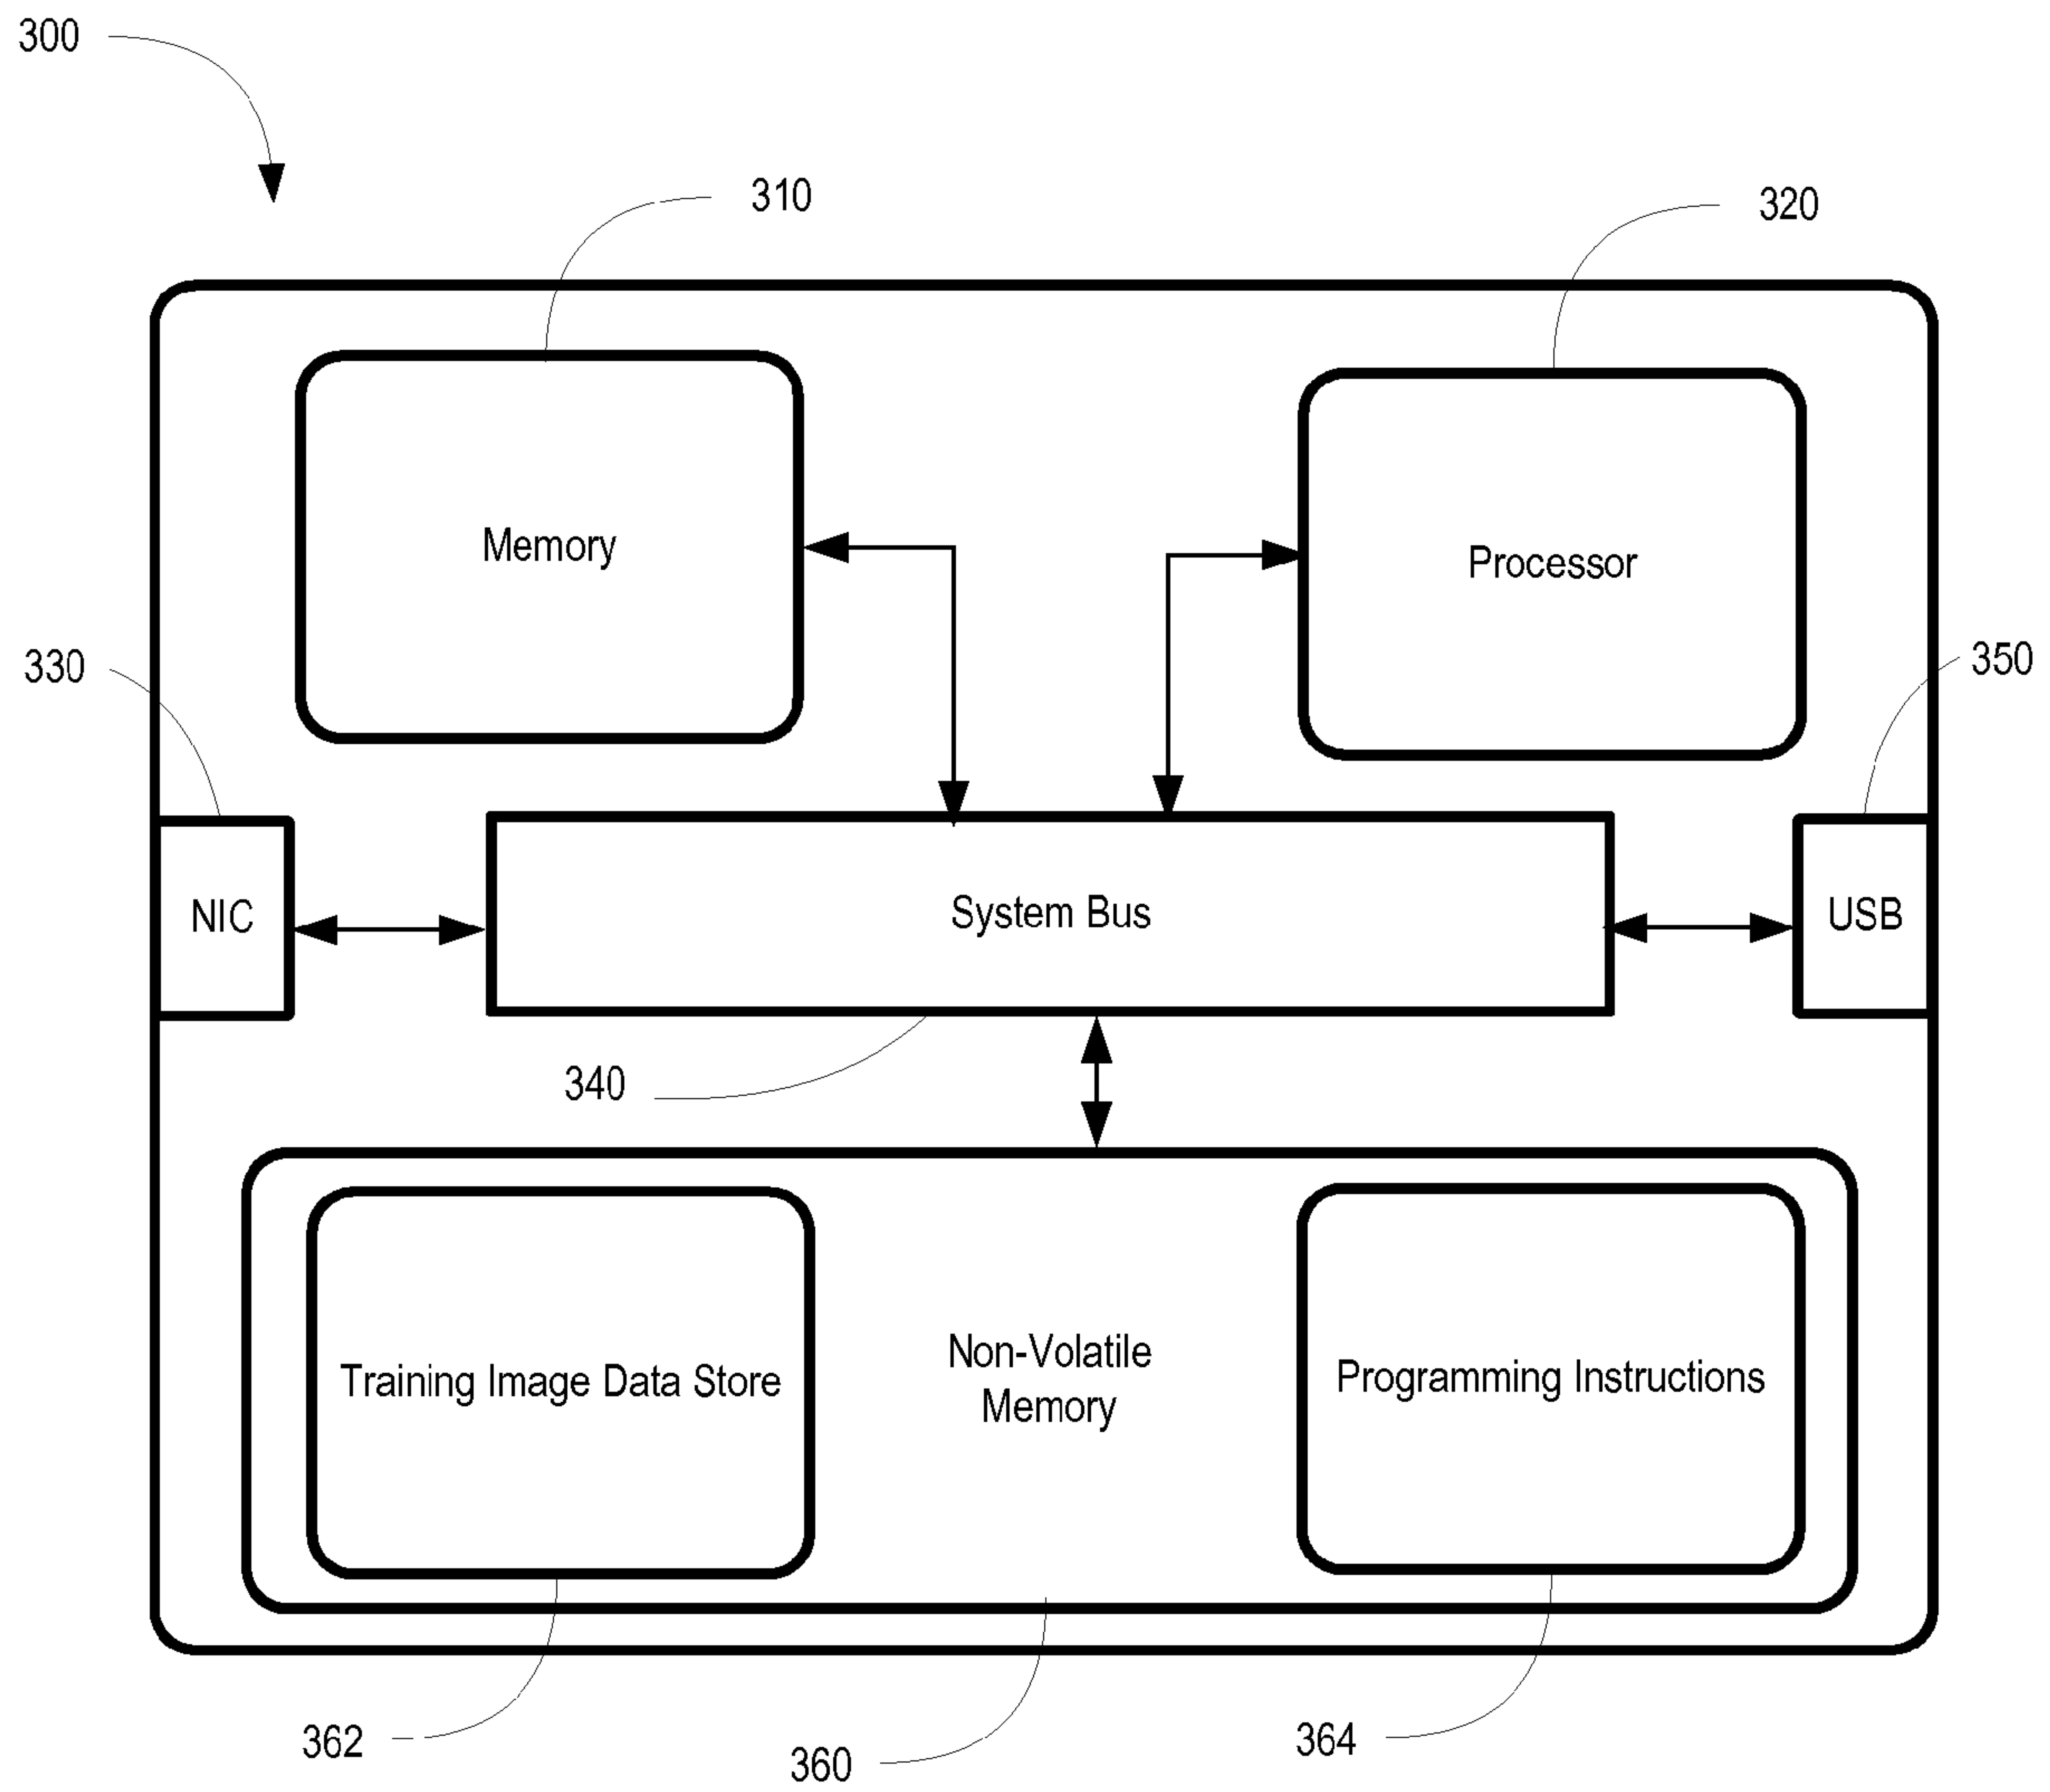 300
310
320
Memory
Processor
330
350
NIC
System Bus
USB
340
Training Image Data Store
Non-Volatile
Memory
Programming Instructions
362
360
364